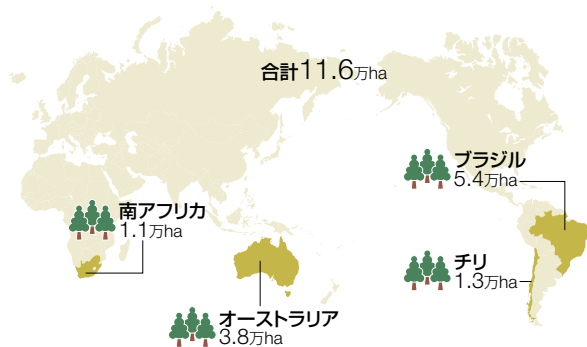 合計11.6万ha
ブラジル
5.4万ha
南アフリカ
1.1万ha
チリ
1.3万ha
オーストラリア
3.8万ha